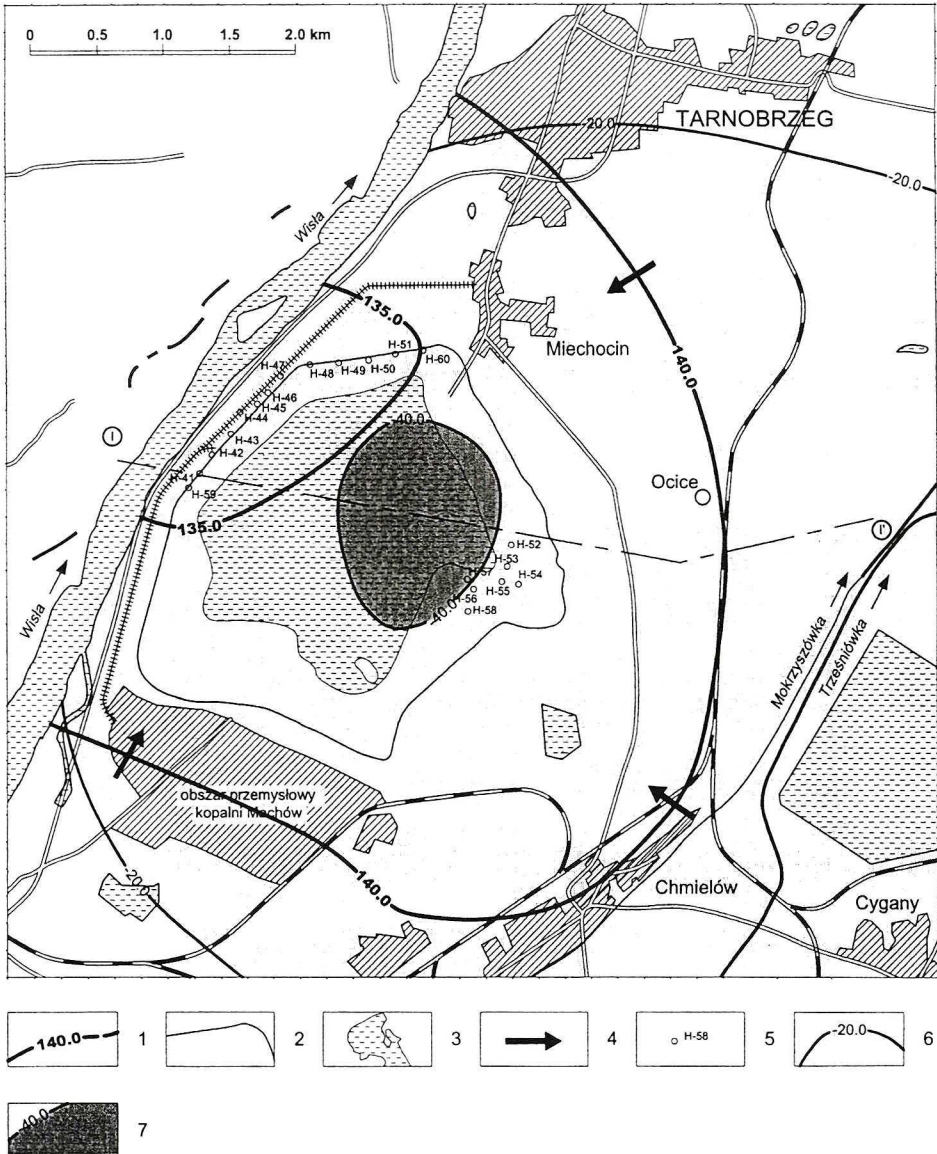 0 0.5 1.0 1.5 2.0 km
TARNOBRZEG
-20.0
-20.0
Wisła
135.0
Miechocin
140.0
H-51
H-60
H-47
H-48
H-49
H-50
H-46
H-45
H-44
H-43
H-42
H-41
H-59
I
-40.0
Ocice
135.0
I'
H-52
H-53
H-57
H-54
H-55
H-56
H-58
-40.0
Wisła
Mokrzyszówka
Trześniówka
obszar przemysłowy
kopalni Machów
-20.0
140.0
Chmielów
Cygany
140.0 1
2
3
4
H-58 5
-20.0 6
-40.0 7